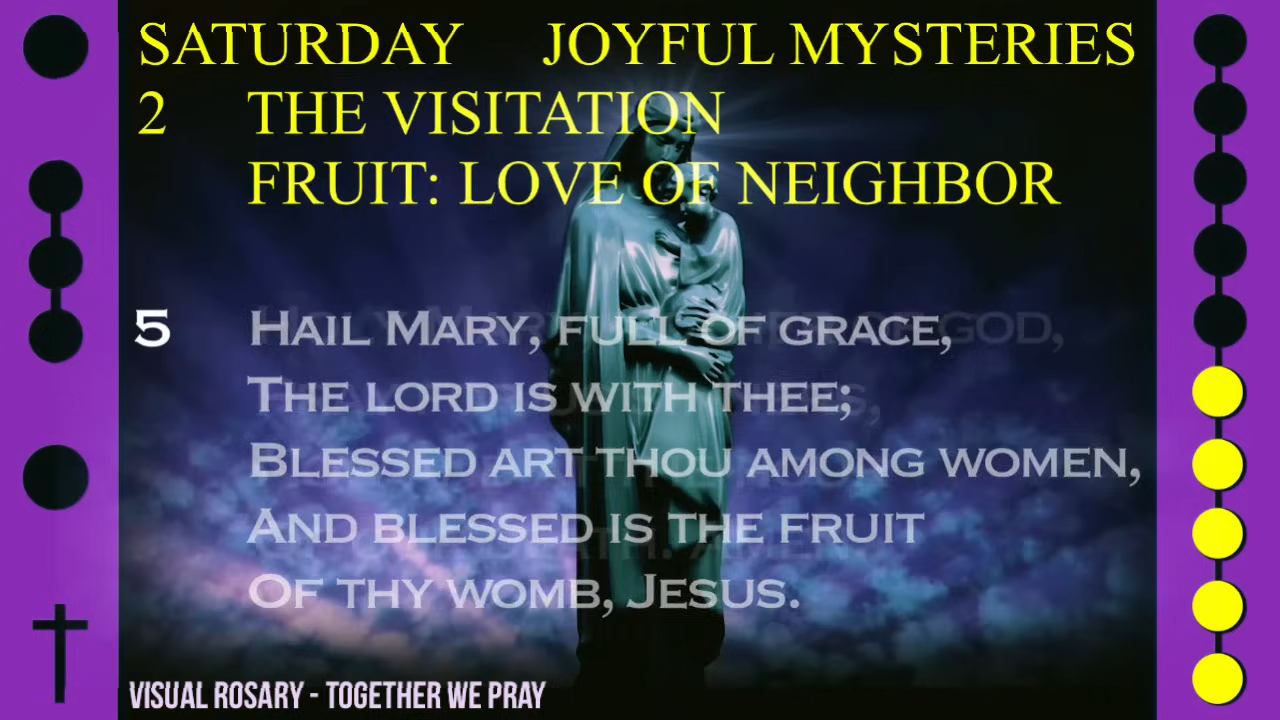 SATURDAY JOYFUL MYSTERIES
2 THE VISITATION
FRUIT: LOVE OF NEIGHBOR
5 HAIL MARY, FULL OF GRACE,
THE LORD IS WITH THEE;
BLESSED ART THOU AMONG WOMEN,
AND BLESSED IS THE FRUIT
OF THY WOMB, JESUS.
VISUAL ROSARY - TOGETHER WE PRAY